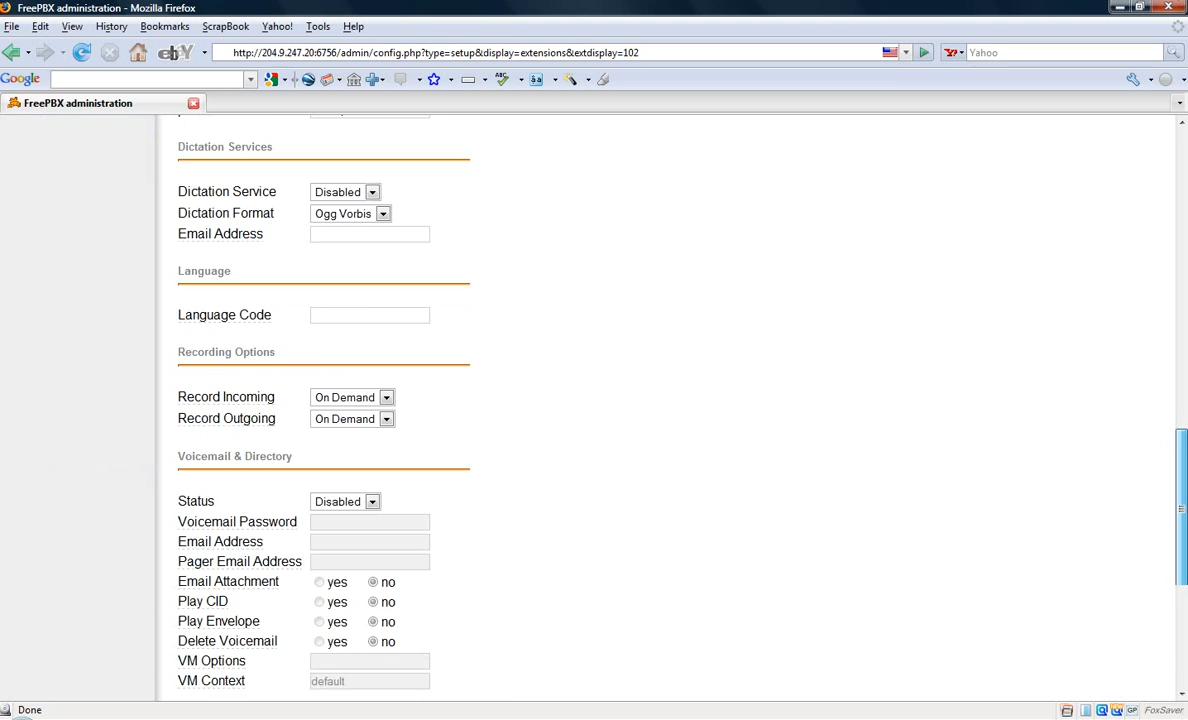 FreePBX administration - Mozilla Firefox
File Edit View History Bookmarks ScrapBook Yahoo! Tools Help
http://204.9.247.20:6756/admin/config.php?type=setup&display=extensions&extdisplay=102
Yahoo
Google
FreePBX administration
Dictation Services
Dictation Service Disabled
Dictation Format Ogg Vorbis
Email Address
Language
Language Code
Recording Options
Record Incoming On Demand
Record Outgoing On Demand
Voicemail & Directory
Status Disabled
Voicemail Password
Email Address
Pager Email Address
Email Attachment yes no
Play CID yes no
Play Envelope yes no
Delete Voicemail yes no
VM Options
VM Context default
Done GP FoxSaver